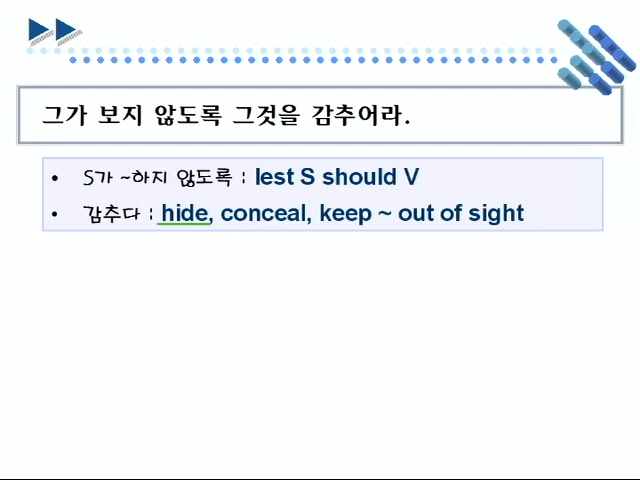 그가 보지 않도록 그것을 감추어라.
• S가 ~하지 않도록 : lest S should V
• 감추다 : hide, conceal, keep ~ out of sight